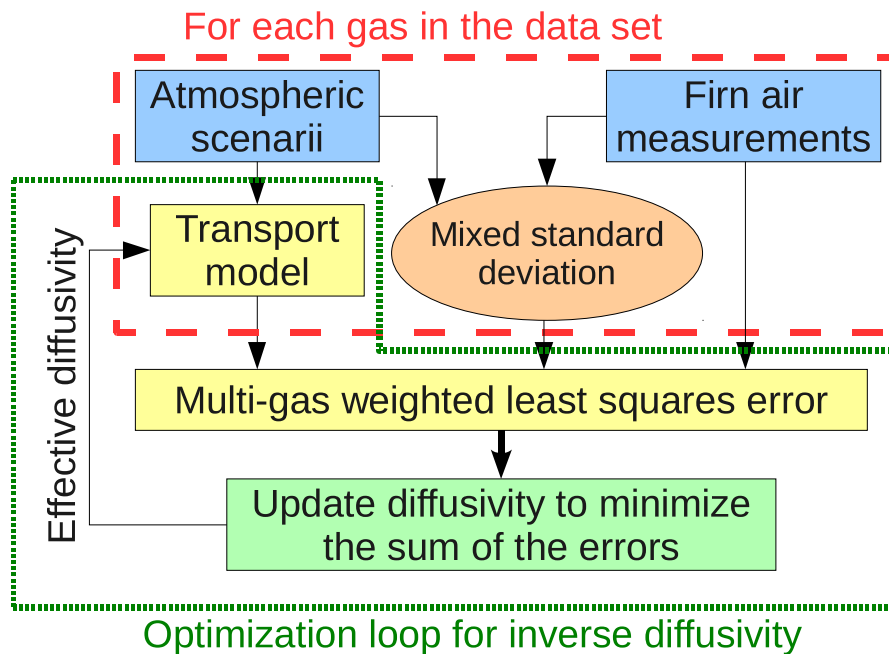 For each gas in the data set
Atmospheric
scenarii
Firn air
measurements
Transport
model
Mixed standard
deviation
Effective diffusivity
Multi-gas weighted least squares error
Update diffusivity to minimize
the sum of the errors
Optimization loop for inverse diffusivity